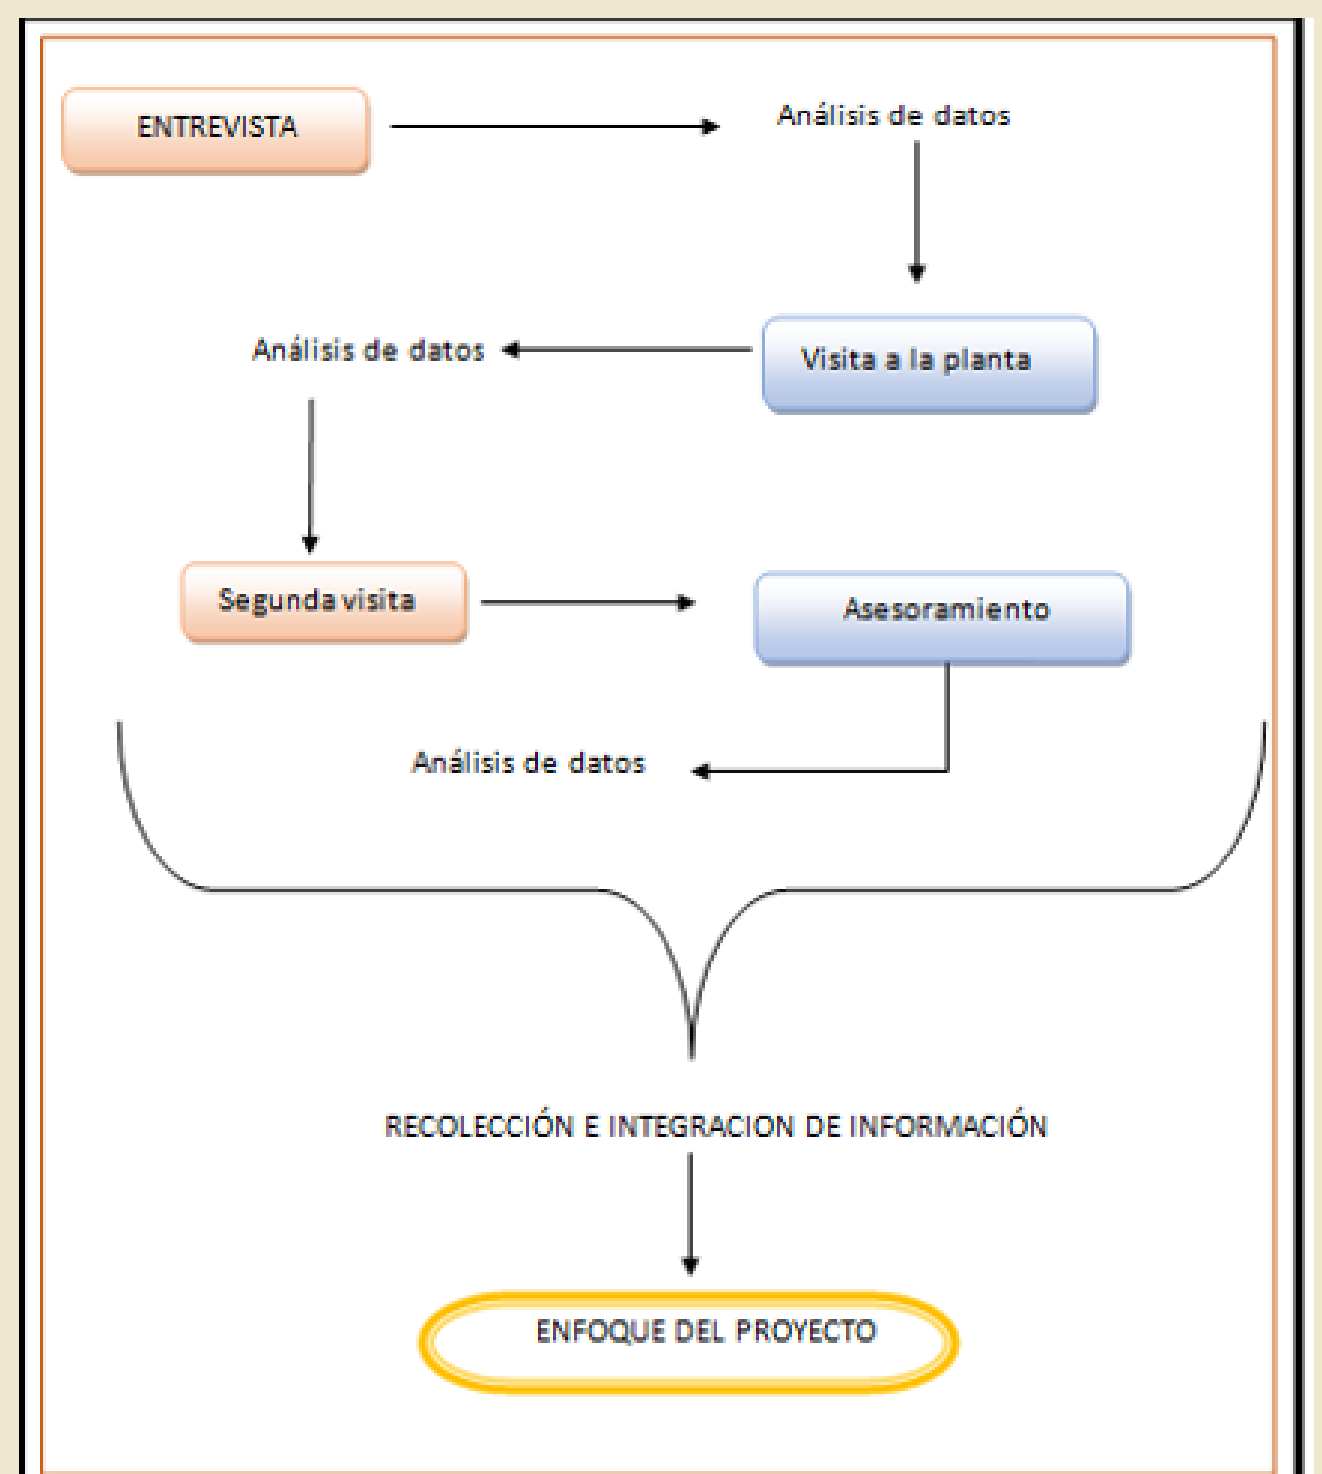 ENTREVISTA
Análisis de datos
Análisis de datos
Visita a la planta
Segunda visita
Asesoramiento
Análisis de datos
RECOLECCIÓN E INTEGRACION DE INFORMACIÓN
ENFOQUE DEL PROYECTO